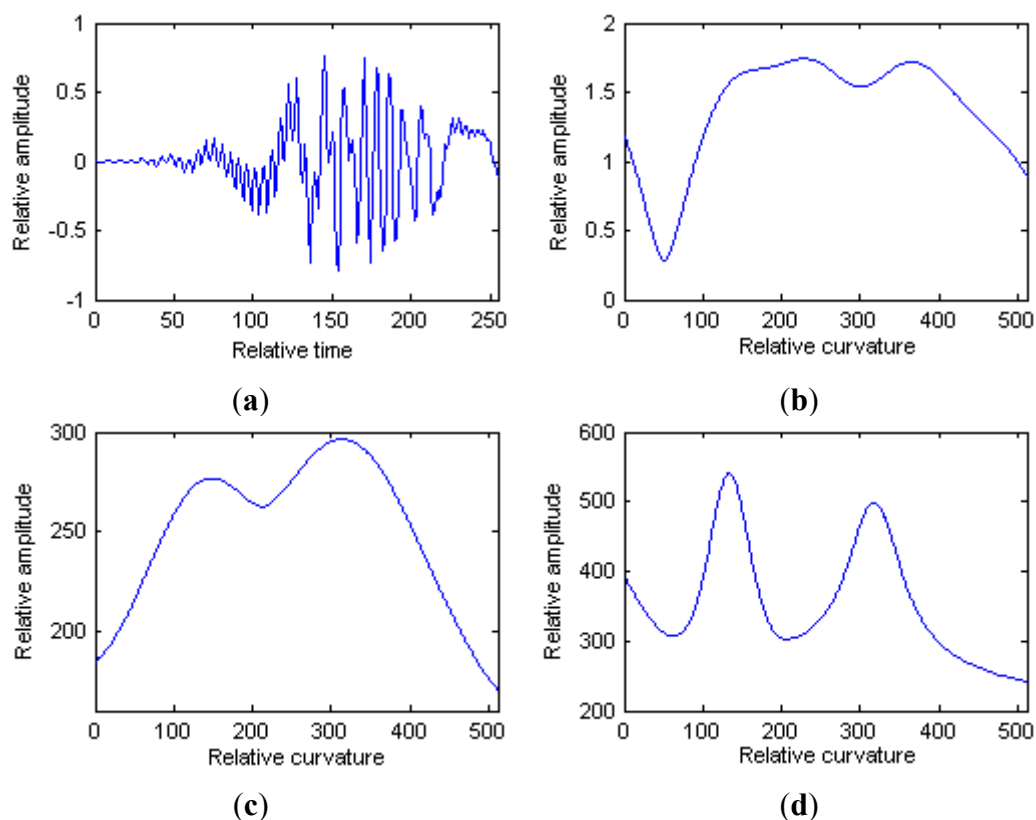 1
0.5
0
-0.5
-1
Relative amplitude
0 50 100 150 200 250
Relative time
(a)
2
1.5
1
0.5
0
Relative amplitude
0 100 200 300 400 500
Relative curvature
(b)
300
250
200
Relative amplitude
0 100 200 300 400 500
Relative curvature
(c)
600
500
400
300
200
Relative amplitude
0 100 200 300 400 500
Relative curvature
(d)